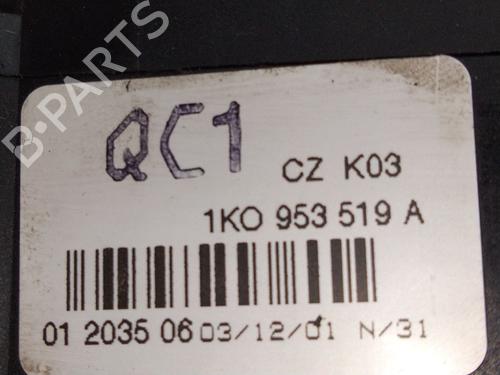 B-PARTS
QC1
CZ K03
1KO 953 519 A
01 2035 06 03/12/01 N/31